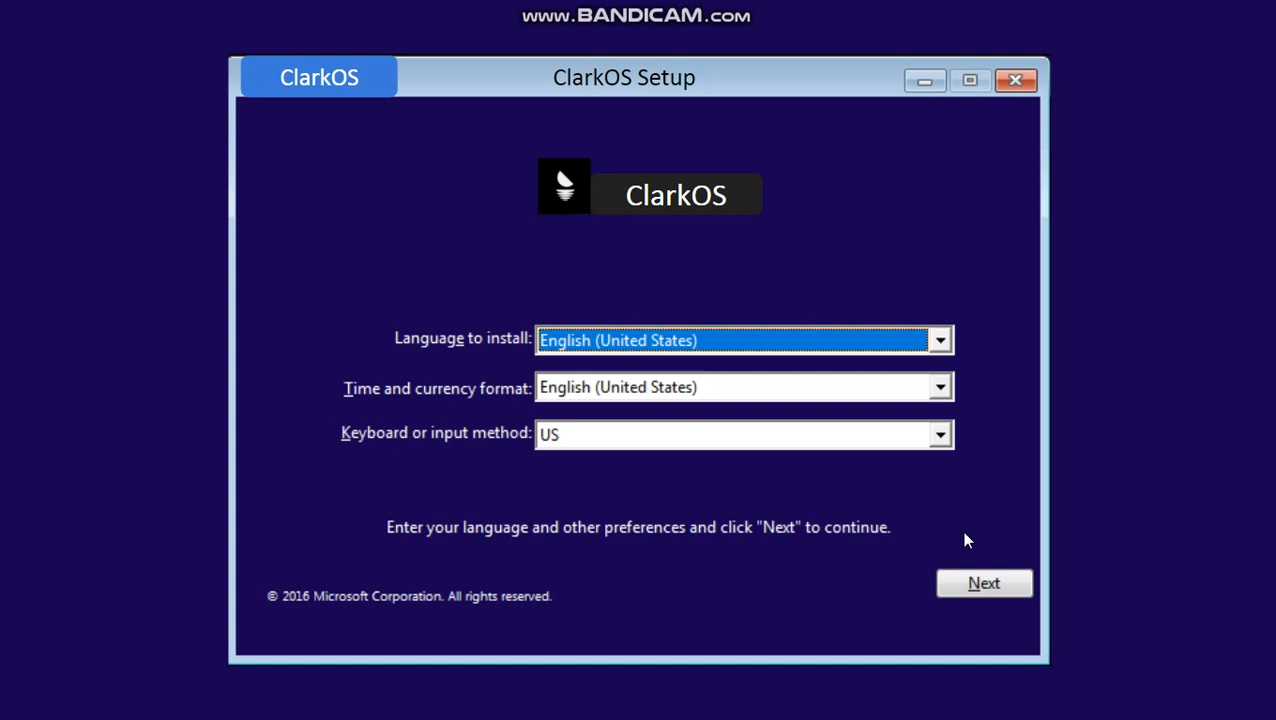 www.BANDICAM.com
ClarkOS
ClarkOS Setup
ClarkOS
Language to install: English (United States)
Time and currency format: English (United States)
Keyboard or input method: US
Enter your language and other preferences and click "Next" to continue.
Next
© 2016 Microsoft Corporation. All rights reserved.